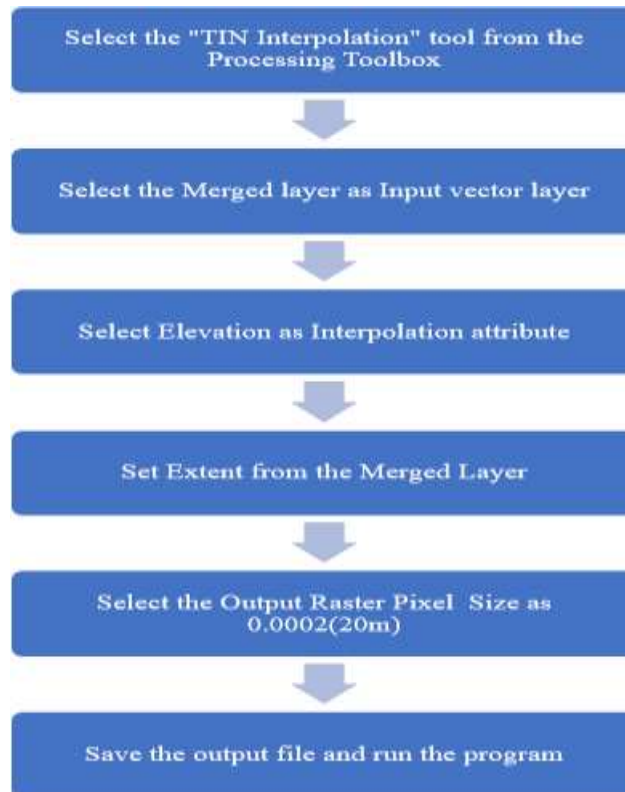 Select the "TIN Interpolation" tool from the
Processing Toolbox
Select the Merged layer as Input vector layer
Select Elevation as Interpolation attribute
Set Extent from the Merged Layer
Select the Output Raster Pixel Size as
0.0002(20m)
Save the output file and run the program